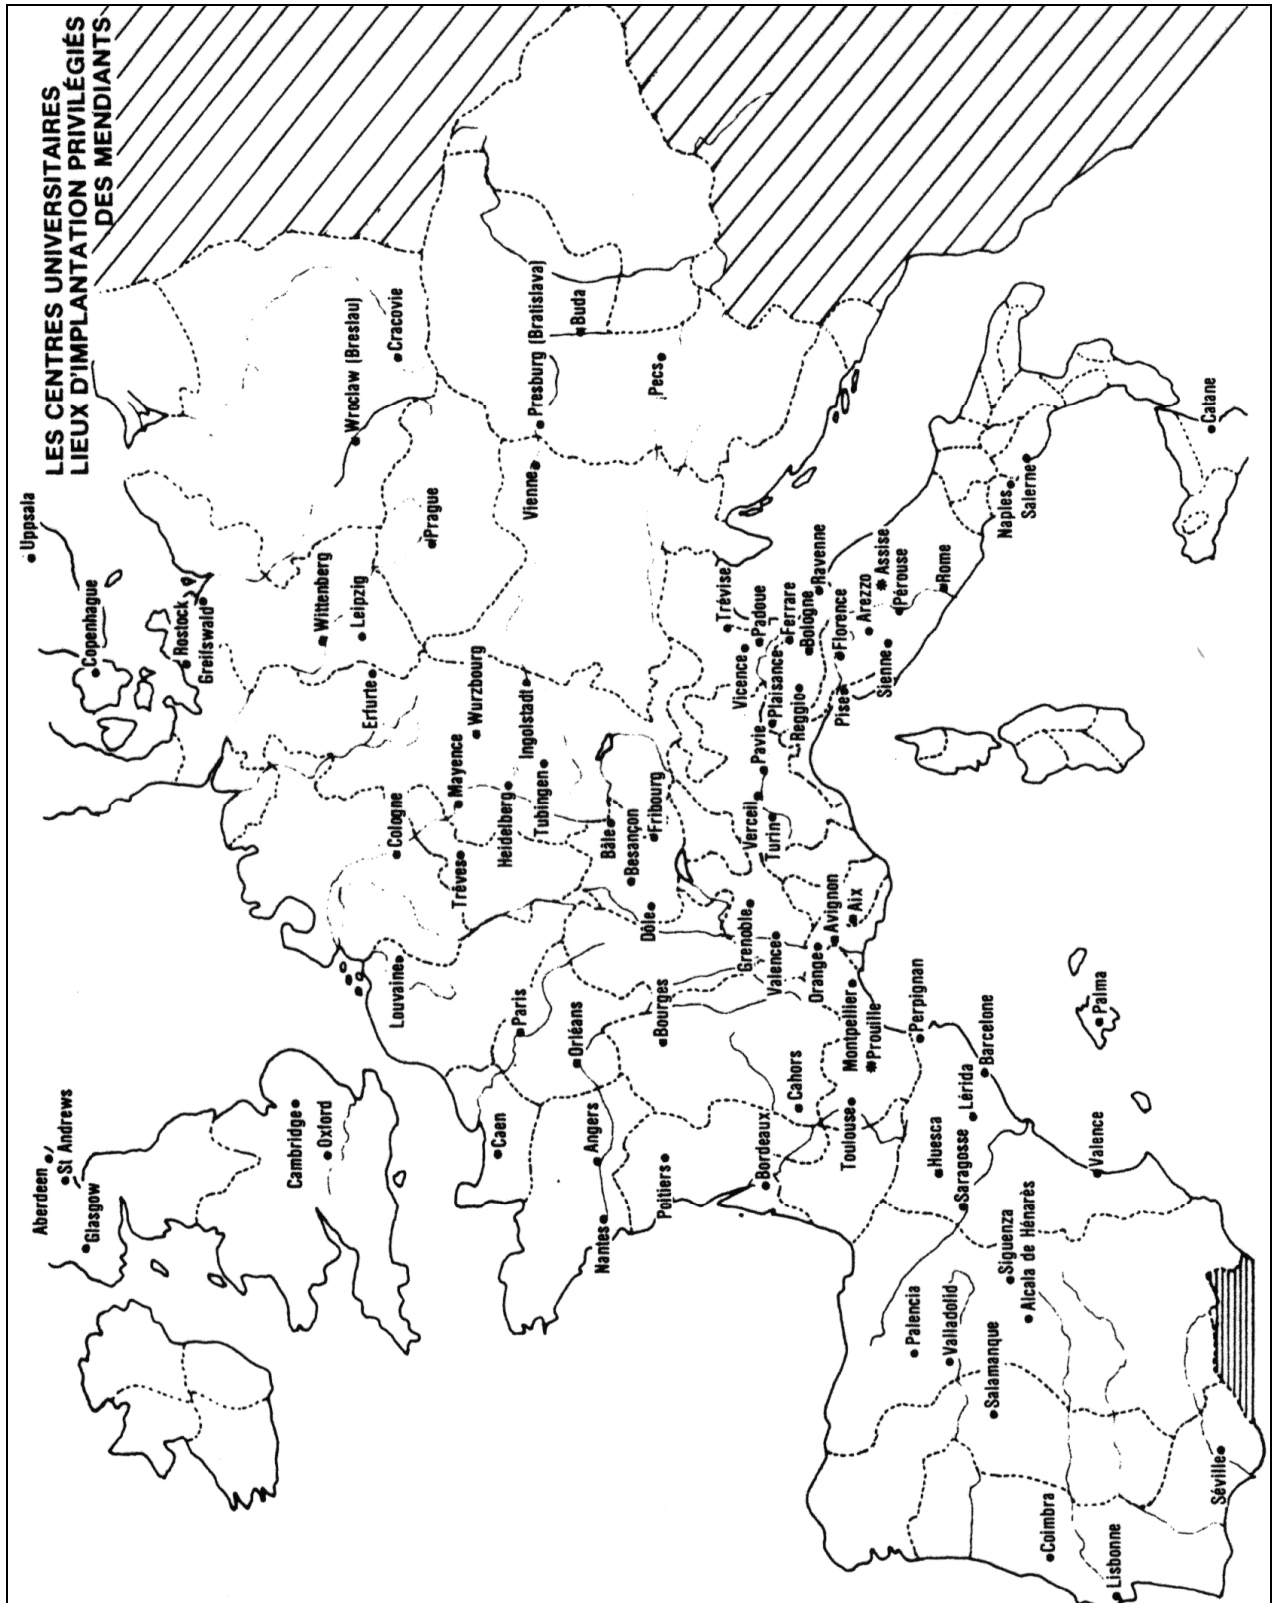 LES CENTRES UNIVERSITAIRES
LIEUX D'IMPLANTATION PRIVILÉGIÉS
DES MENDIANTS
Uppsala
Copenhague
Rostock
Greifswald
Aberdeen
St Andrews
Glasgow
Cambridge
Oxford
Wittenberg
Leipzig
Erfurte
Wroclaw (Breslau)
Cracovie
Prague
Cologne
Louvaine
Trêves
Mayence
Wurzbourg
Heidelberg
Ingolstadt
Tubingen
Vienne
Presburg (Bratislava)
Buda
Pecs
Caen
Paris
Orléans
Angers
Nantes
Bourges
Poitiers
Bâle
Besançon
Fribourg
Dôle
Grenoble
Valence
Orange
Avignon
Aix
Montpellier
Prouille
Perpignan
Cahors
Bordeaux
Toulouse
Verceil
Turin
Pavie
Plaisance
Reggio
Vicence
Trévise
Padoue
Ferrare
Bologne
Ravenne
Florence
Pise
Arezzo
Sienne
Assise
Pérouse
Rome
Naples
Salerne
Catane
Huesca
Saragosse
Lérida
Barcelone
Palma
Valence
Siguenza
Alcala de Hénarès
Palencia
Valladolid
Salamanque
Coimbra
Lisbonne
Séville